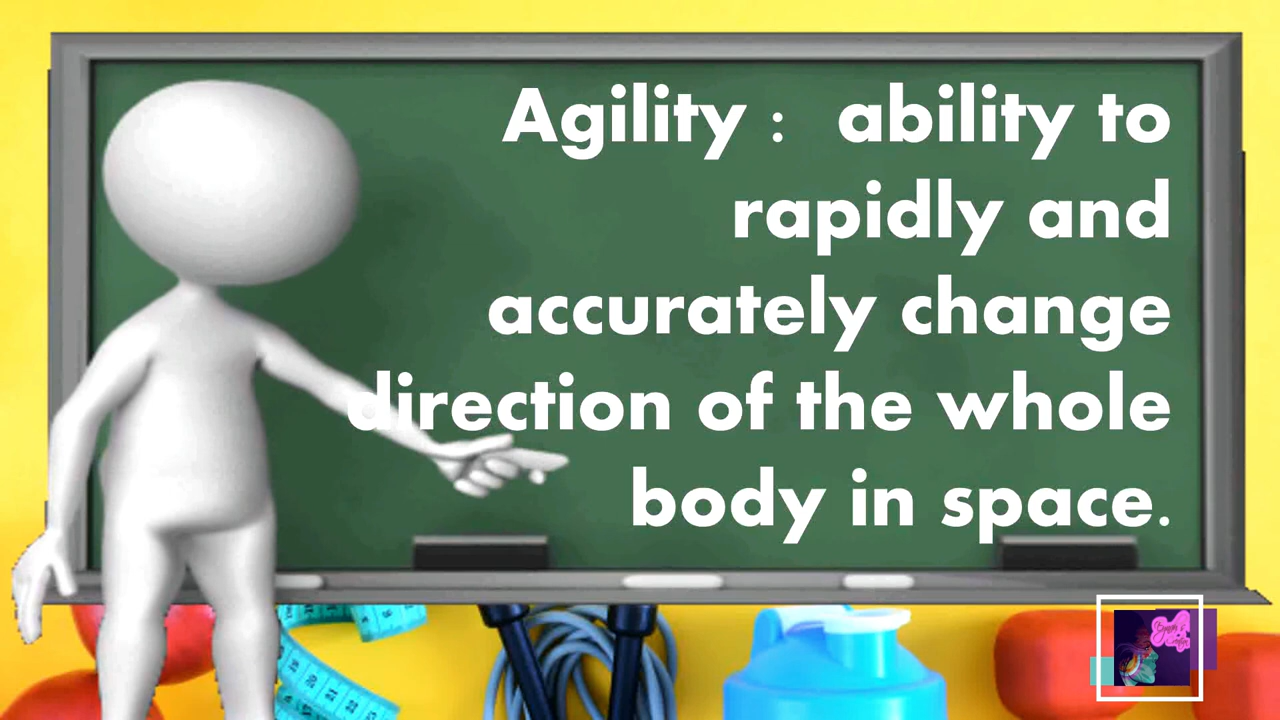 Agility :  ability to
rapidly and
accurately change
direction of the whole
body in space.